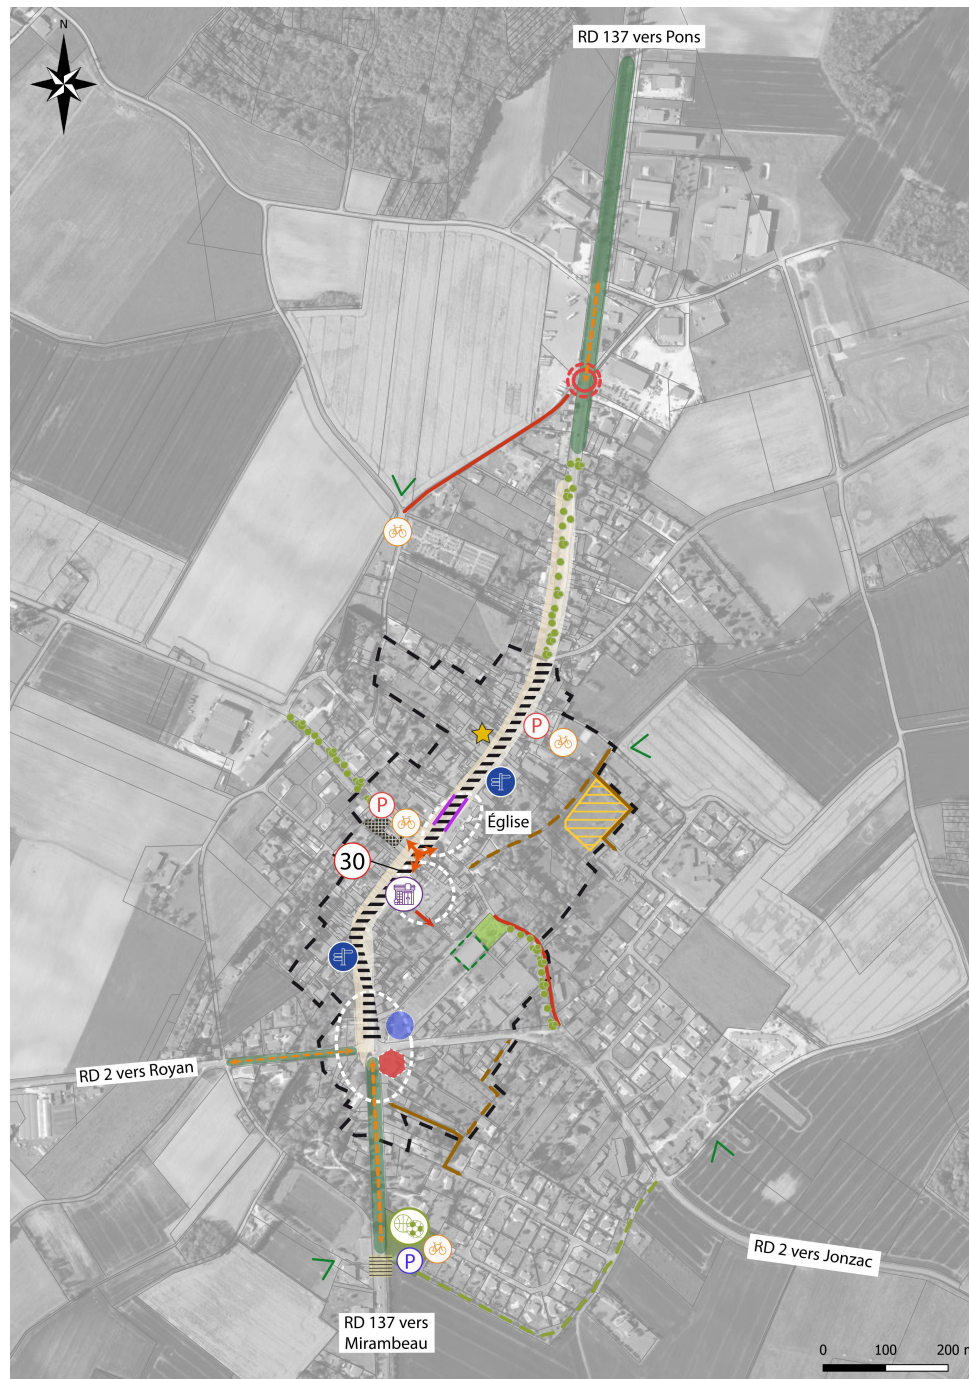 N
RD 137 vers Pons
P
Église
P
30
RD 2 vers Royan
P
RD 2 vers Jonzac
RD 137 vers
Mirambeau
0 100 200 m